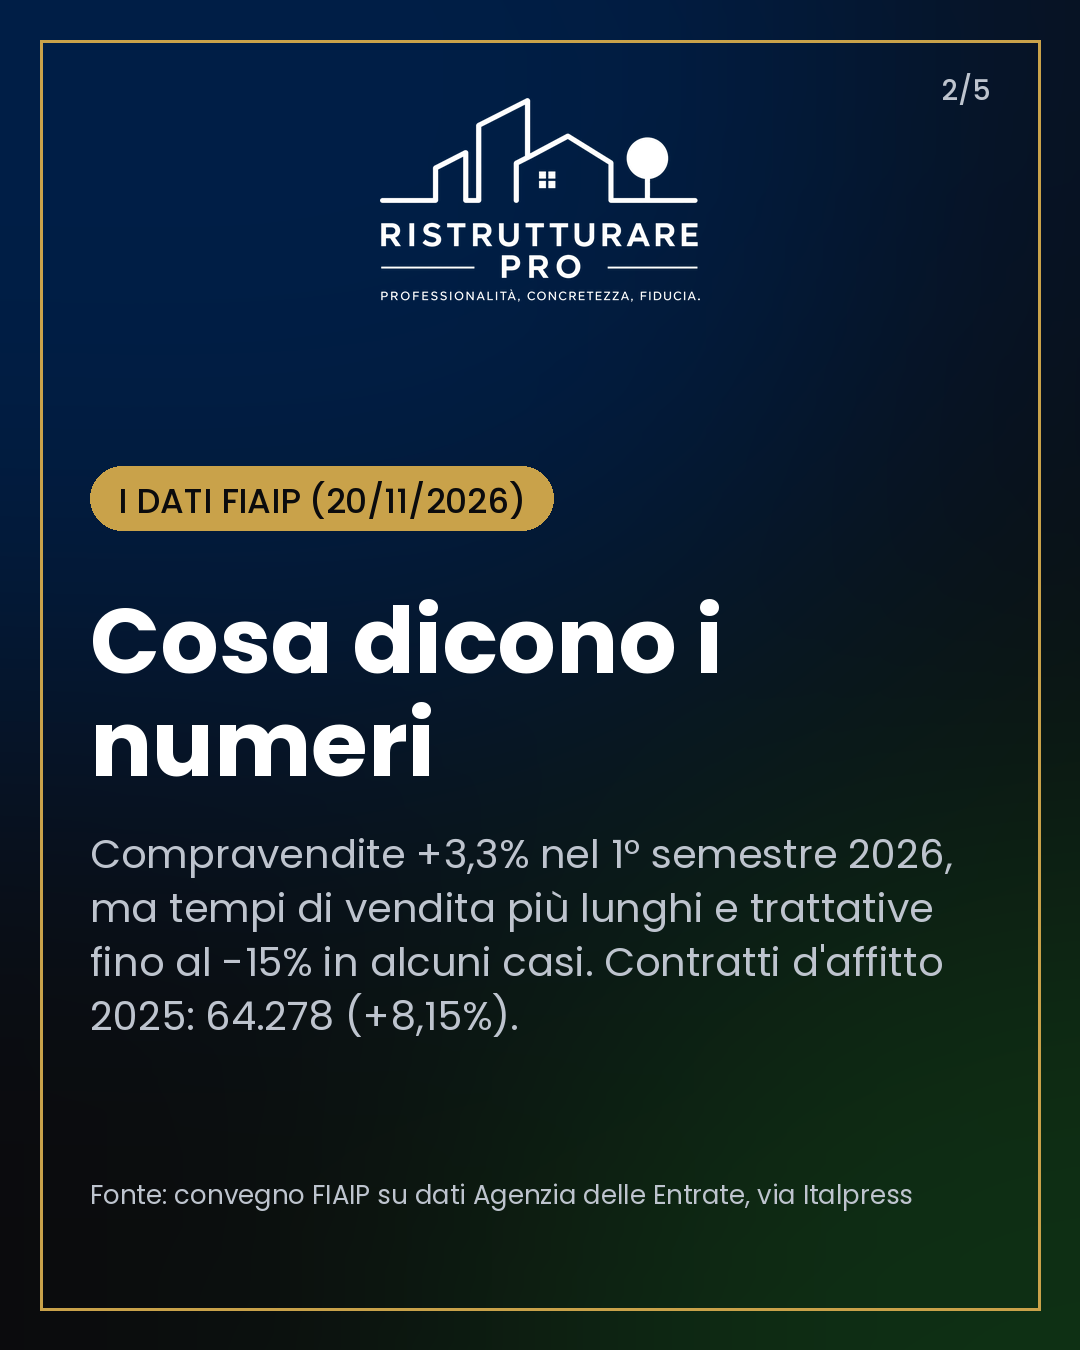 2/5
RISTRUTTURARE
PRO
PROFESSIONALITÀ, CONCRETEZZA, FIDUCIA.
I DATI FIAIP (20/11/2026)
Cosa dicono i
numeri
Compravendite +3,3% nel 1° semestre 2026,
ma tempi di vendita più lunghi e trattative
fino al -15% in alcuni casi. Contratti d'affitto
2025: 64.278 (+8,15%).
Fonte: convegno FIAIP su dati Agenzia delle Entrate, via Italpress